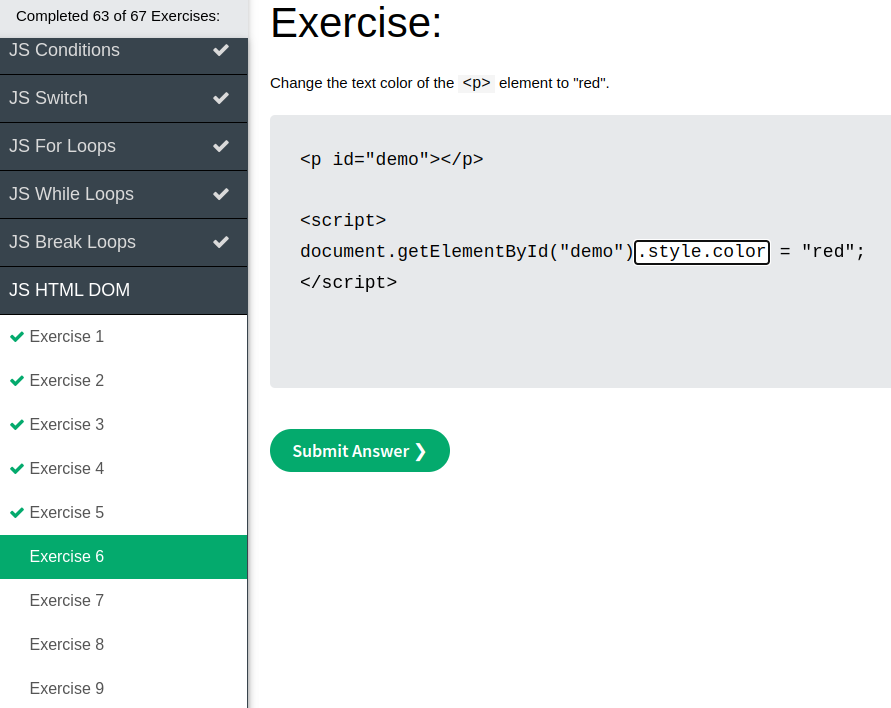 Completed 63 of 67 Exercises:
JS Conditions
JS Switch
JS For Loops
JS While Loops
JS Break Loops
JS HTML DOM
Exercise 1
Exercise 2
Exercise 3
Exercise 4
Exercise 5
Exercise 6
Exercise 7
Exercise 8
Exercise 9
Exercise:
Change the text color of the <p> element to "red".
<p id="demo"></p>
<script>
document.getElementById("demo").style.color = "red";
</script>
Submit Answer ❯